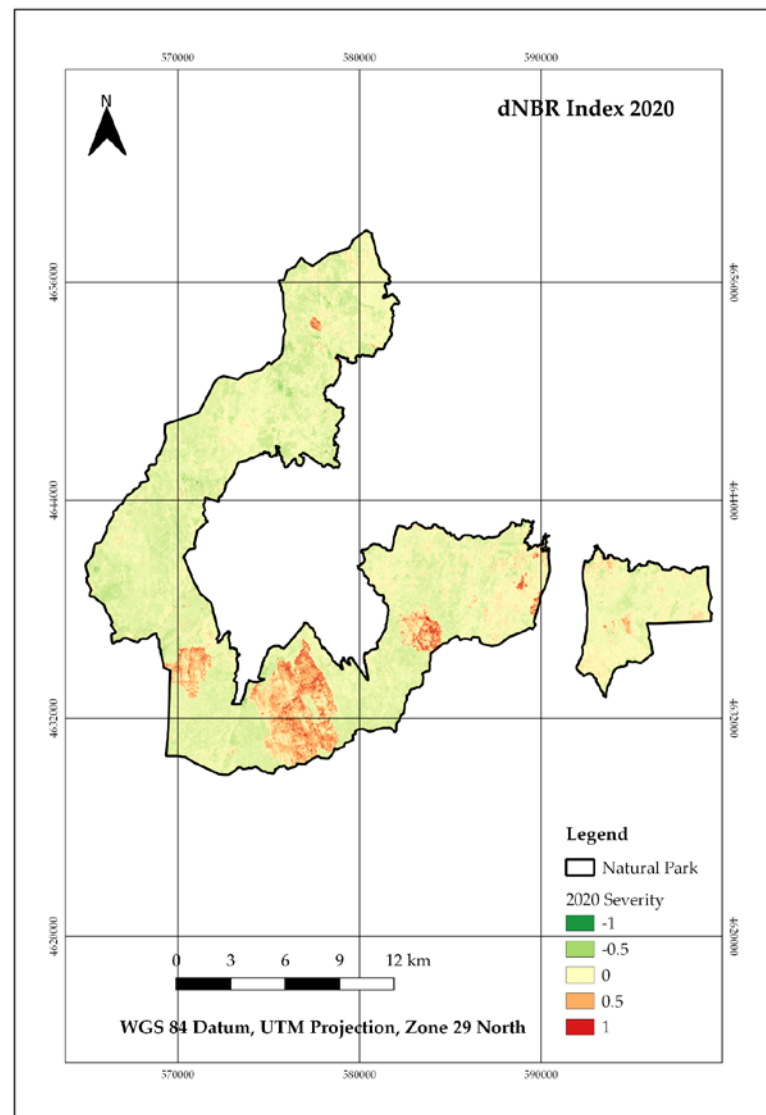 570000 580000 590000
N
dNBR Index 2020
4656000 4656000
4644000 4644000
4632000 4632000
Legend
Natural Park
2020 Severity
-1
4620000 4620000
-0.5
0 3 6 9 12 km
0
0.5
WGS 84 Datum, UTM Projection, Zone 29 North
1
570000 580000 590000